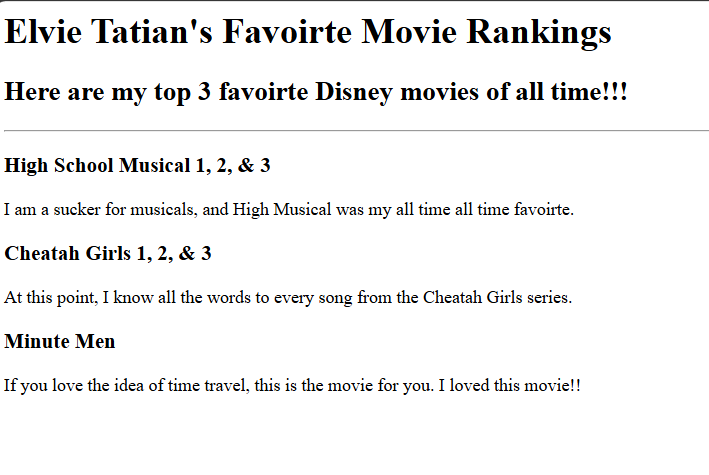 Elvie Tatian's Favoirte Movie Rankings
Here are my top 3 favoirte Disney movies of all time!!!
High School Musical 1, 2, & 3
I am a sucker for musicals, and High Musical was my all time all time favoirte.
Cheatah Girls 1, 2, & 3
At this point, I know all the words to every song from the Cheatah Girls series.
Minute Men
If you love the idea of time travel, this is the movie for you. I loved this movie!!